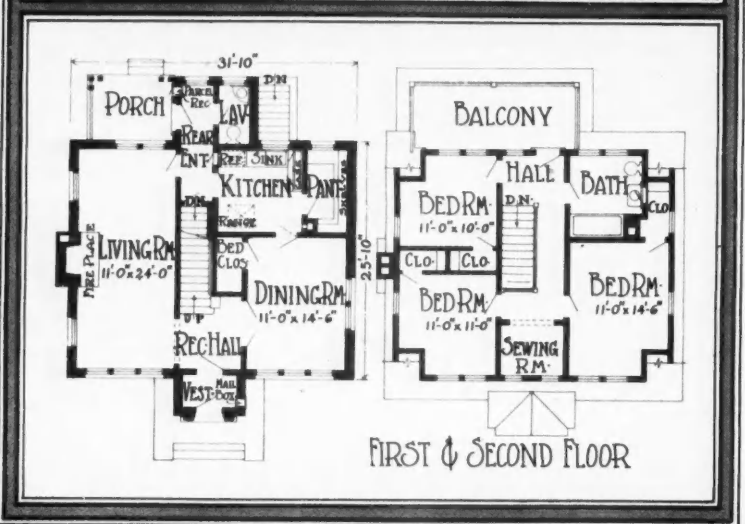 31'-10"
PORCH
PARCEL
REC.
LAV.
DN
REAR
ENT.
REF.
SINK
KITCHEN
PANT.
SHELVES
RANGE
DN
LIVING RM.
11'-0" x 24'-0"
FIRE PLACE
BED
CLOS.
DINING RM.
11'-0" x 14'-6"
25'-10"
UP
REC. HALL
VEST.
MAIL
BOX
BALCONY
HALL
BATH
CLO.
BED RM.
11'-0" x 10'-0"
DN
CLO.
CLO.
BED RM.
11'-0" x 11'-0"
BED RM.
11'-0" x 14'-6"
SEWING
RM.
FIRST & SECOND FLOOR